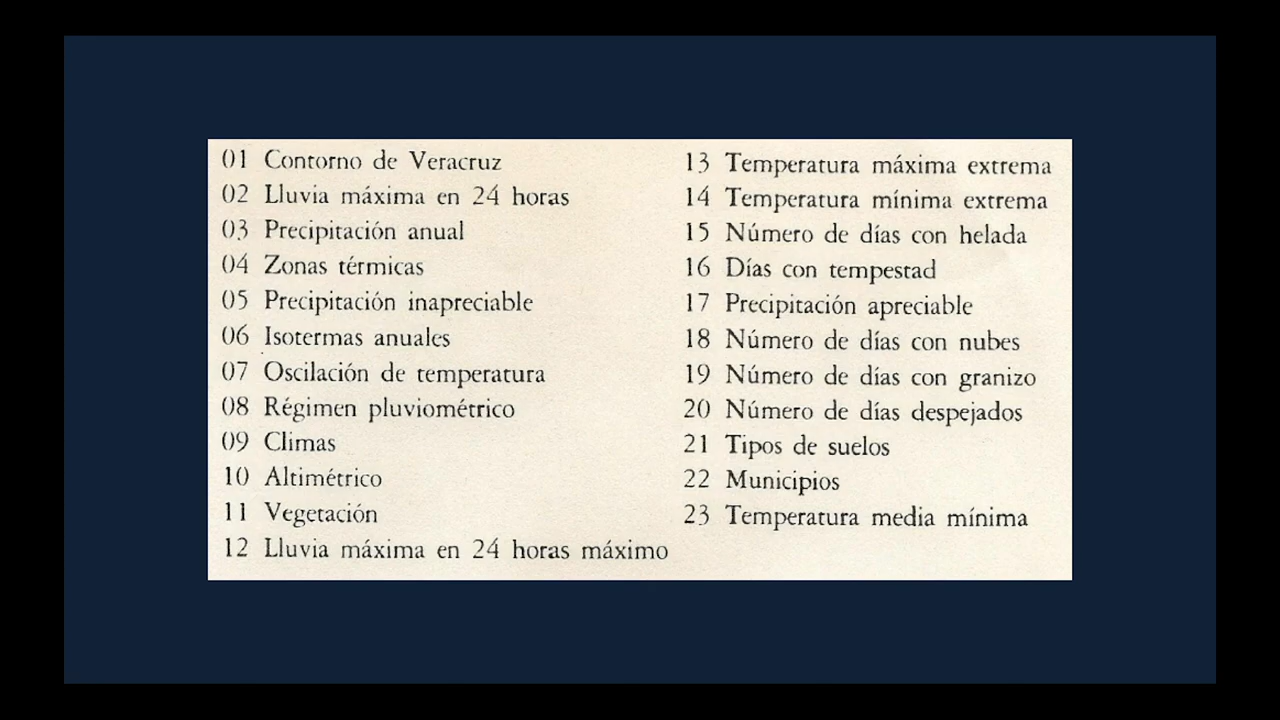 01 Contorno de Veracruz
02 Lluvia máxima en 24 horas
03 Precipitación anual
04 Zonas térmicas
05 Precipitación inapreciable
06 Isotermas anuales
07 Oscilación de temperatura
08 Régimen pluviométrico
09 Climas
10 Altimétrico
11 Vegetación
12 Lluvia máxima en 24 horas máximo
13 Temperatura máxima extrema
14 Temperatura mínima extrema
15 Número de días con helada
16 Días con tempestad
17 Precipitación apreciable
18 Número de días con nubes
19 Número de días con granizo
20 Número de días despejados
21 Tipos de suelos
22 Municipios
23 Temperatura media mínima